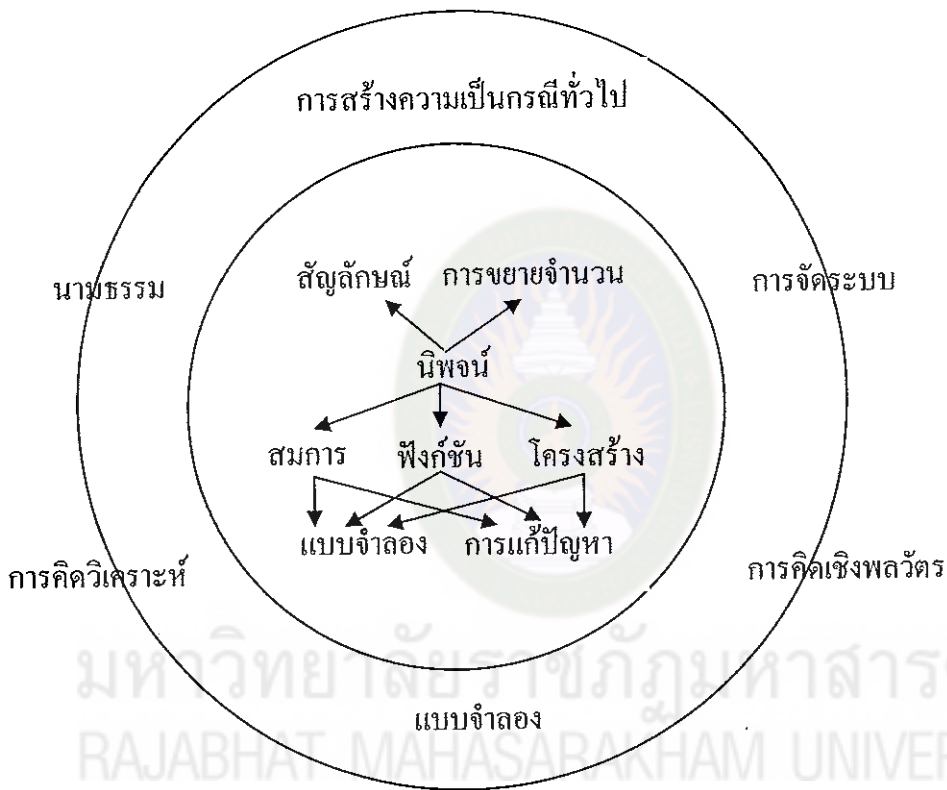 การสร้างความเป็นกรณีทั่วไป
สัญลักษณ์ การขยายจำนวน
นามธรรม การจัดระบบ
นิพจน์
สมการ ฟังก์ชัน โครงสร้าง
แบบจำลอง การแก้ปัญหา
การคิดวิเคราะห์ การคิดเชิงพลวัตร
แบบจำลอง
มหาวิทยาลัยราชภัฏมหาสาร
RAJABHAT MAHASARAKHAM